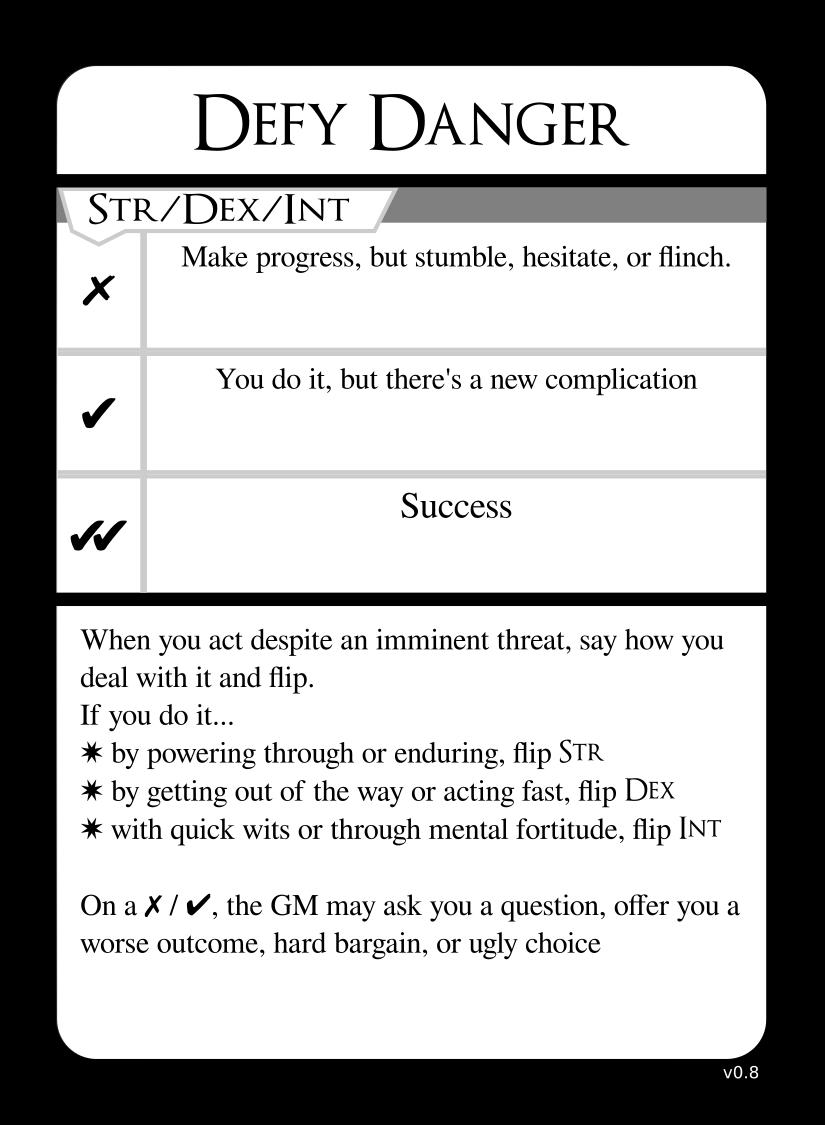 Defy Danger
Str/Dex/Int
✗
Make progress, but stumble, hesitate, or flinch.
✔
You do it, but there's a new complication
✔✔
Success
When you act despite an imminent threat, say how you
deal with it and flip.
If you do it...
✷ by powering through or enduring, flip Str
✷ by getting out of the way or acting fast, flip Dex
✷ with quick wits or through mental fortitude, flip Int
On a ✗ / ✔, the GM may ask you a question, offer you a
worse outcome, hard bargain, or ugly choice
v0.8